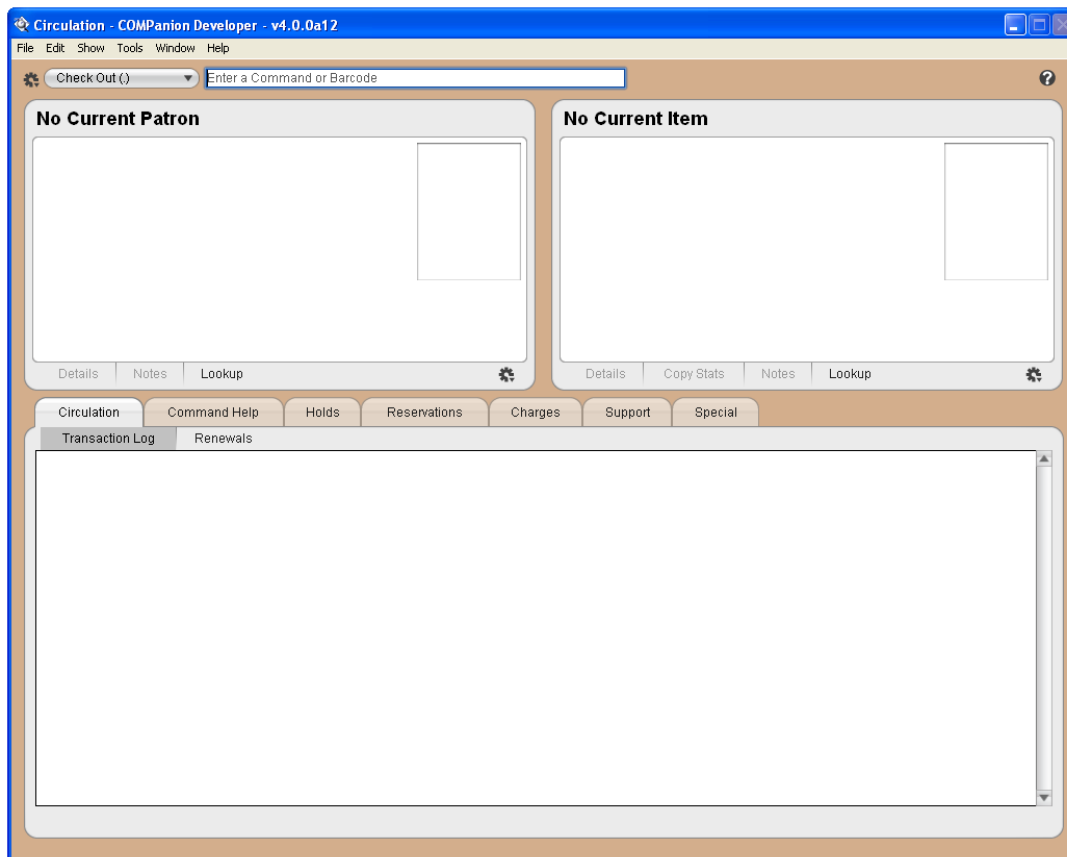 Circulation - COMPanion Developer - v4.0.0a12
File Edit Show Tools Window Help
Check Out (.) Enter a Command or Barcode ?
No Current Patron
Details Notes Lookup
No Current Item
Details Copy Stats Notes Lookup
Circulation Command Help Holds Reservations Charges Support Special
Transaction Log Renewals